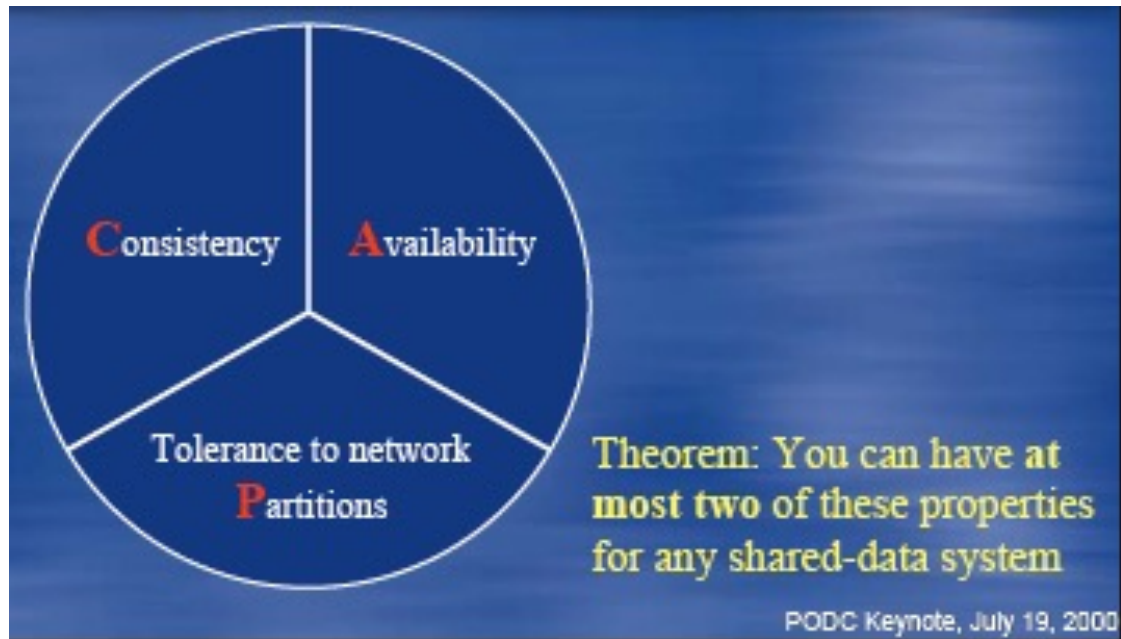 Consistency
Availability
Tolerance to network
Partitions
Theorem: You can have at
most two of these properties
for any shared-data system
PODC Keynote, July 19, 2000